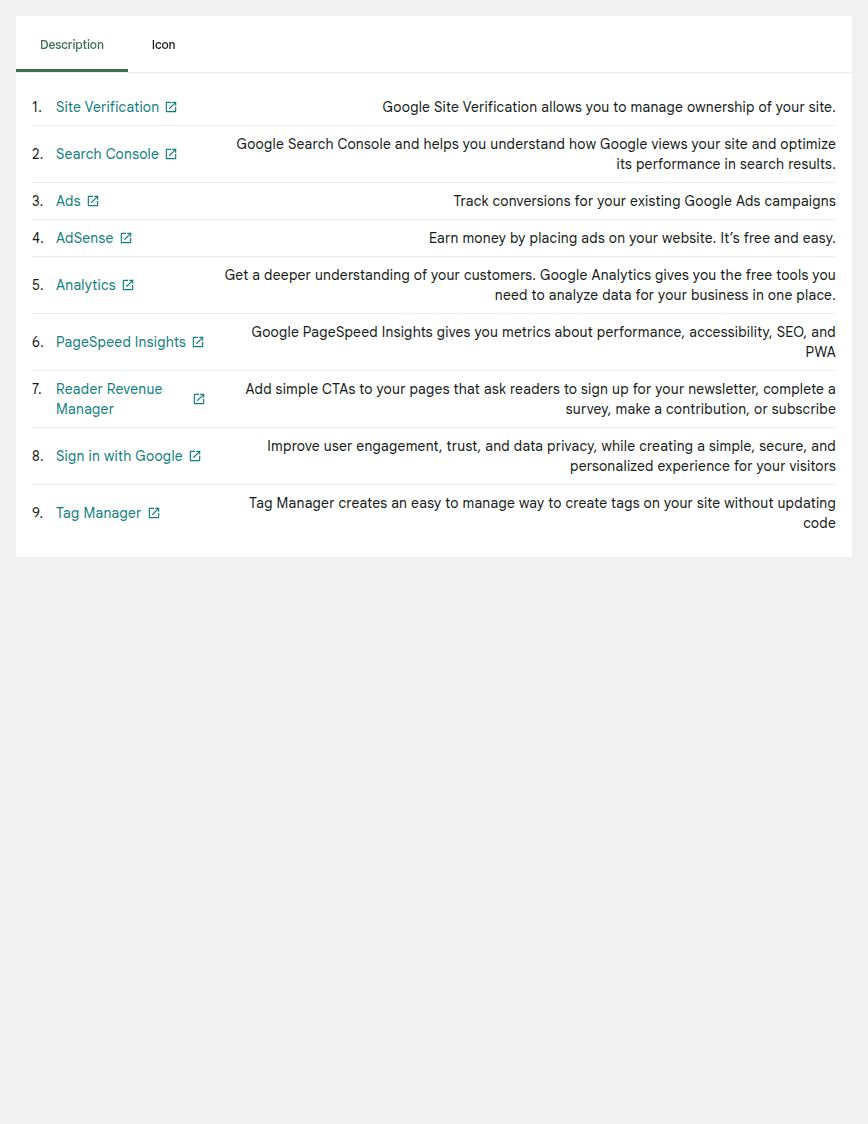 Description Icon
1. Site Verification Google Site Verification allows you to manage ownership of your site.
2. Search Console Google Search Console and helps you understand how Google views your site and optimize
its performance in search results.
3. Ads Track conversions for your existing Google Ads campaigns
4. AdSense Earn money by placing ads on your website. It’s free and easy.
5. Analytics Get a deeper understanding of your customers. Google Analytics gives you the free tools you
need to analyze data for your business in one place.
6. PageSpeed Insights Google PageSpeed Insights gives you metrics about performance, accessibility, SEO, and
PWA
7. Reader Revenue Add simple CTAs to your pages that ask readers to sign up for your newsletter, complete a
Manager survey, make a contribution, or subscribe
8. Sign in with Google Improve user engagement, trust, and data privacy, while creating a simple, secure, and
personalized experience for your visitors
9. Tag Manager Tag Manager creates an easy to manage way to create tags on your site without updating
code